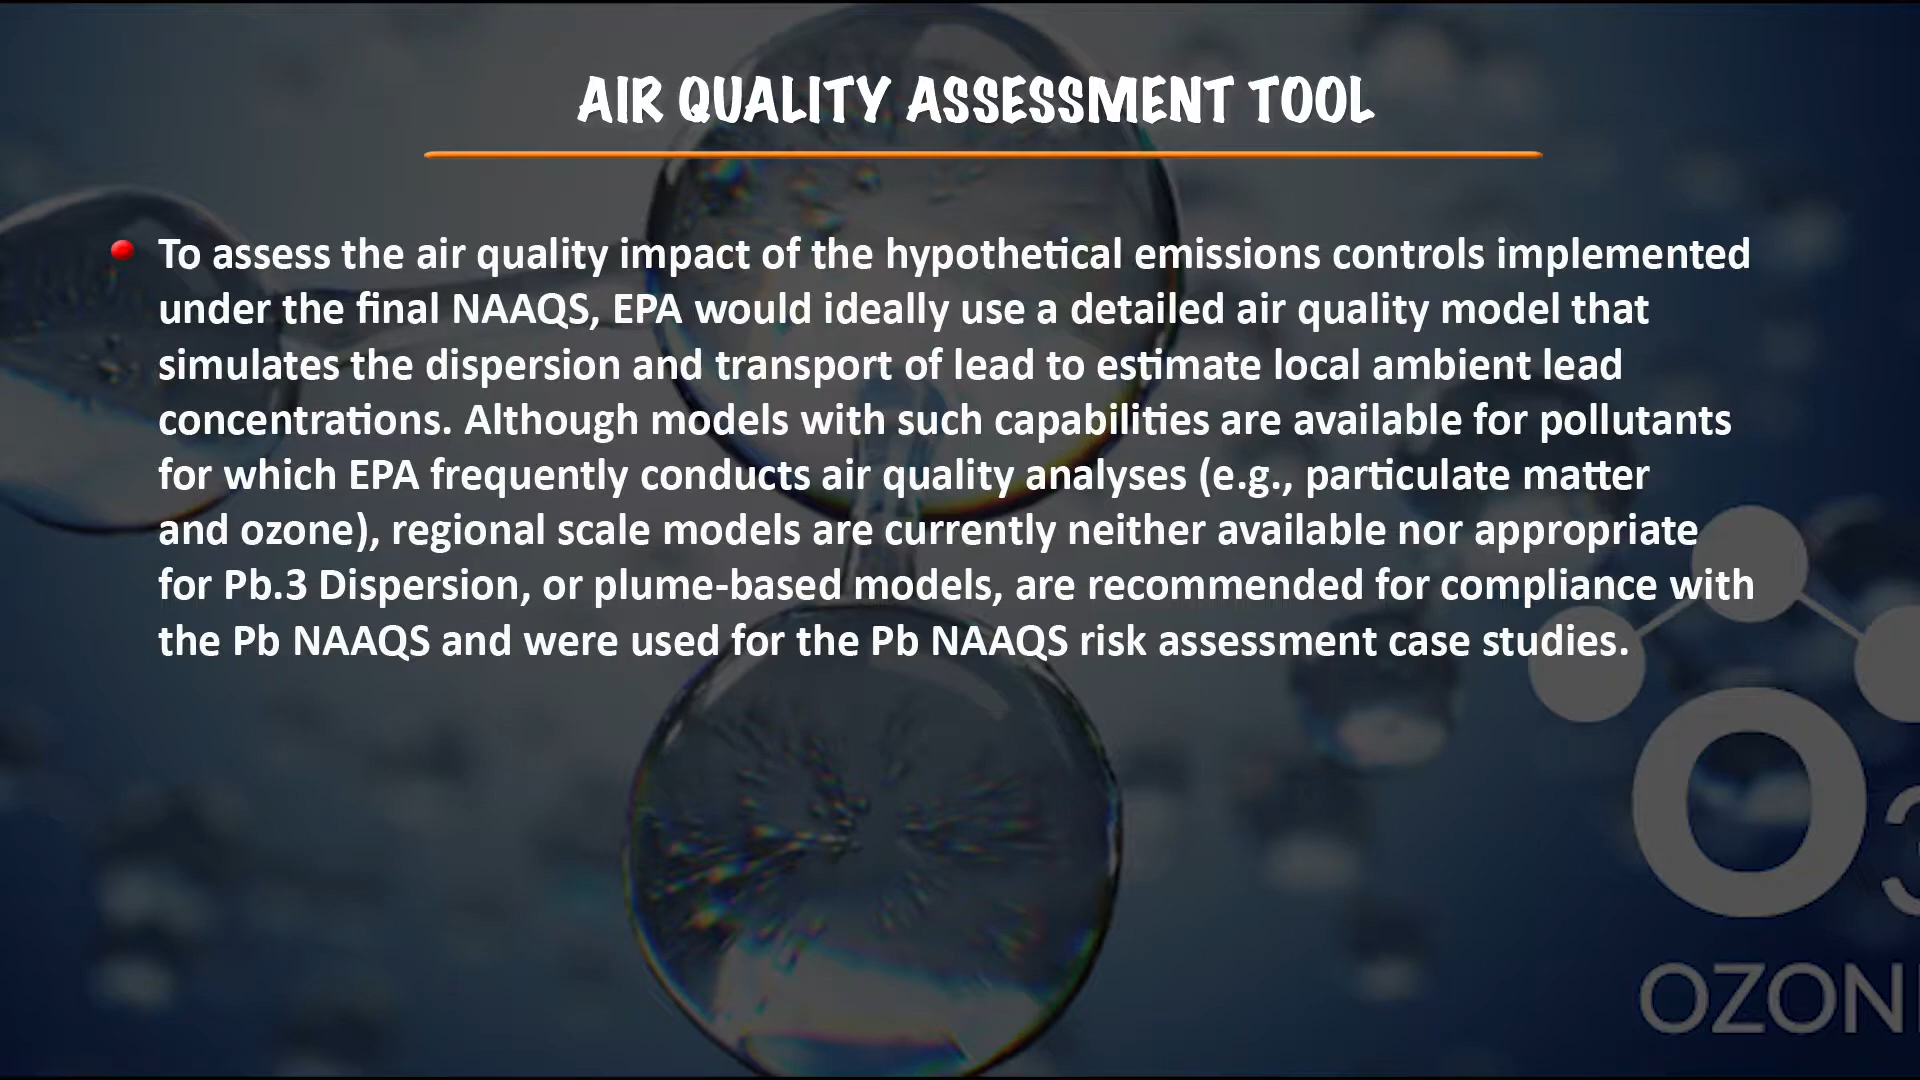 AIR QUALITY ASSESSMENT TOOL
To assess the air quality impact of the hypothetical emissions controls implemented
under the final NAAQS, EPA would ideally use a detailed air quality model that
simulates the dispersion and transport of lead to estimate local ambient lead
concentrations. Although models with such capabilities are available for pollutants
for which EPA frequently conducts air quality analyses (e.g., particulate matter
and ozone), regional scale models are currently neither available nor appropriate
for Pb.3 Dispersion, or plume-based models, are recommended for compliance with
the Pb NAAQS and were used for the Pb NAAQS risk assessment case studies.
O3
OZON